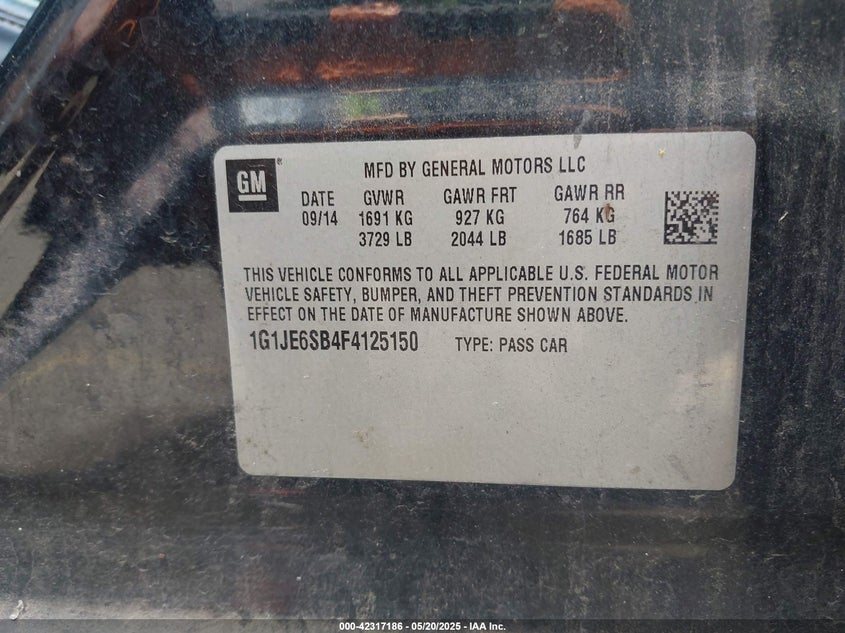 GM ®
MFD BY GENERAL MOTORS LLC
DATE GVWR GAWR FRT GAWR RR
09/14 1691 KG 927 KG 764 KG
3729 LB 2044 LB 1685 LB
THIS VEHICLE CONFORMS TO ALL APPLICABLE U.S. FEDERAL MOTOR
VEHICLE SAFETY, BUMPER, AND THEFT PREVENTION STANDARDS IN
EFFECT ON THE DATE OF MANUFACTURE SHOWN ABOVE.
1G1JE6SB4F4125150 TYPE: PASS CAR
000-42317186 - 05/20/2025 - IAA Inc.